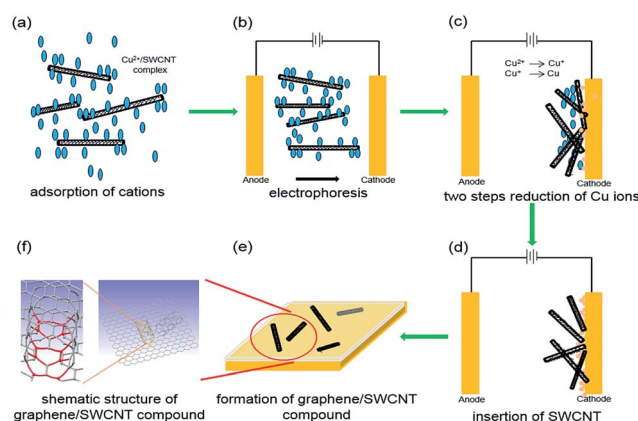 (a)
Cu²⁺/SWCNT
complex
adsorption of cations
(b)
Anode
Cathode
electrophoresis
(c)
Cu²⁺ → Cu⁺
Cu⁺ → Cu
Anode
Cathode
two steps reduction of Cu ions
(f)
shematic structure of
graphene/SWCNT compound
(e)
formation of graphene/SWCNT
compound
(d)
Anode
Cathode
insertion of SWCNT